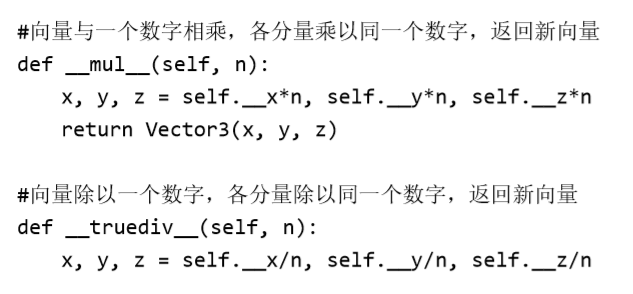 #向量与一个数字相乘，各分量乘以同一个数字，返回新向量
def __mul__(self, n):
    x, y, z = self.__x*n, self.__y*n, self.__z*n
    return Vector3(x, y, z)
#向量除以一个数字，各分量除以同一个数字，返回新向量
def __truediv__(self, n):
    x, y, z = self.__x/n, self.__y/n, self.__z/n